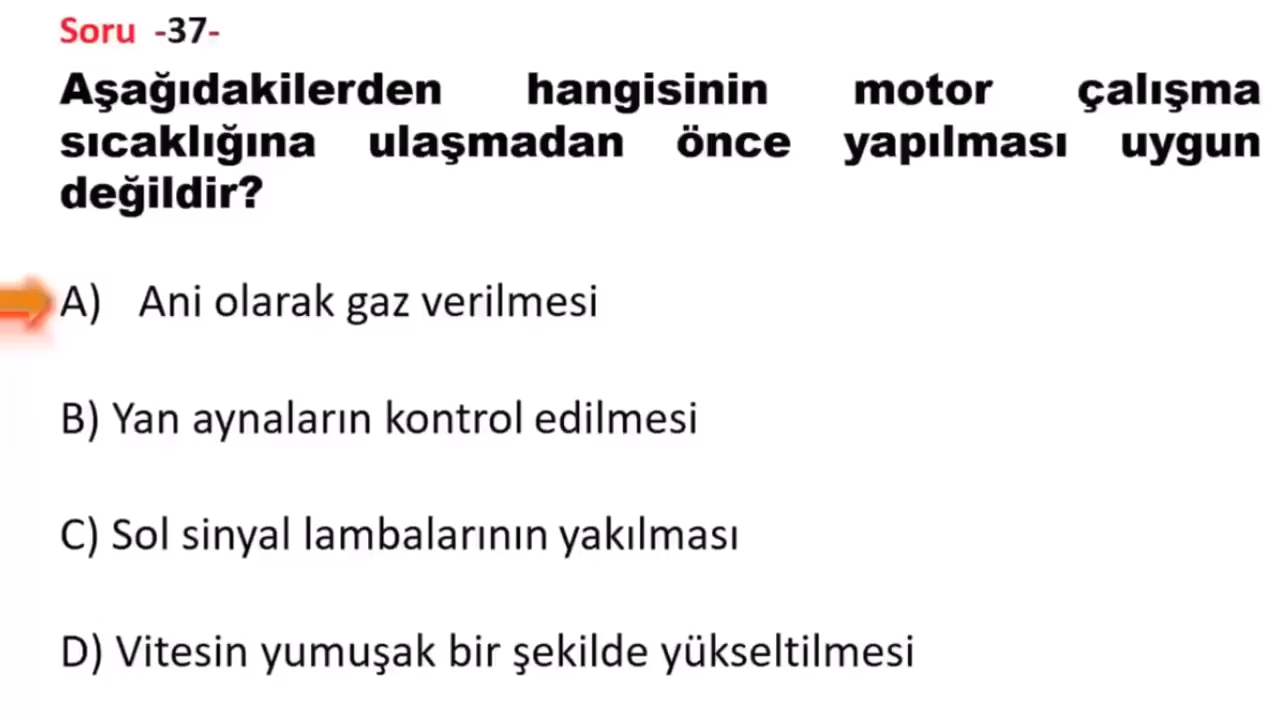 Soru -37-
Aşağıdakilerden hangisinin motor çalışma
sıcaklığına ulaşmadan önce yapılması uygun
değildir?
A) Ani olarak gaz verilmesi
B) Yan aynaların kontrol edilmesi
C) Sol sinyal lambalarının yakılması
D) Vitesin yumuşak bir şekilde yükseltilmesi